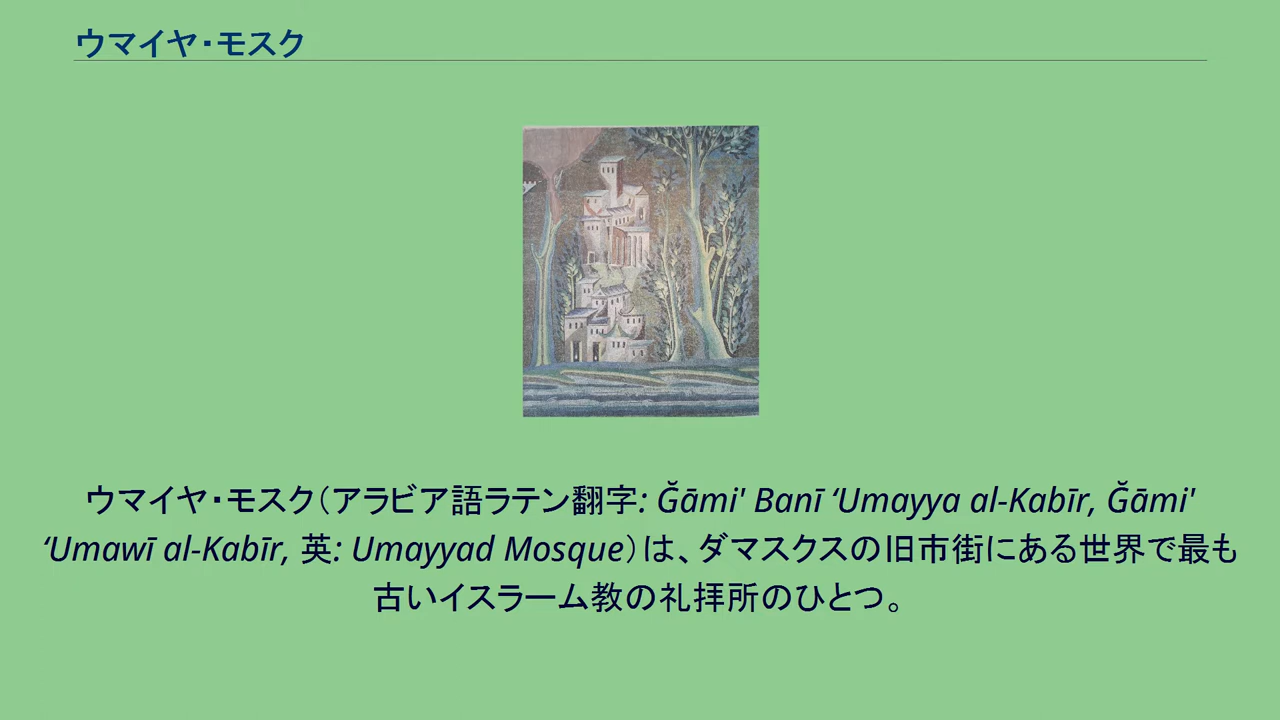 ウマイヤ・モスク
ウマイヤ・モスク（アラビア語ラテン翻字: Ğāmi' Banī ‘Umayya al-Kabīr, Ğāmi'
‘Umawī al-Kabīr, 英: Umayyad Mosque）は、ダマスクスの旧市街にある世界で最も
古いイスラーム教の礼拝所のひとつ。